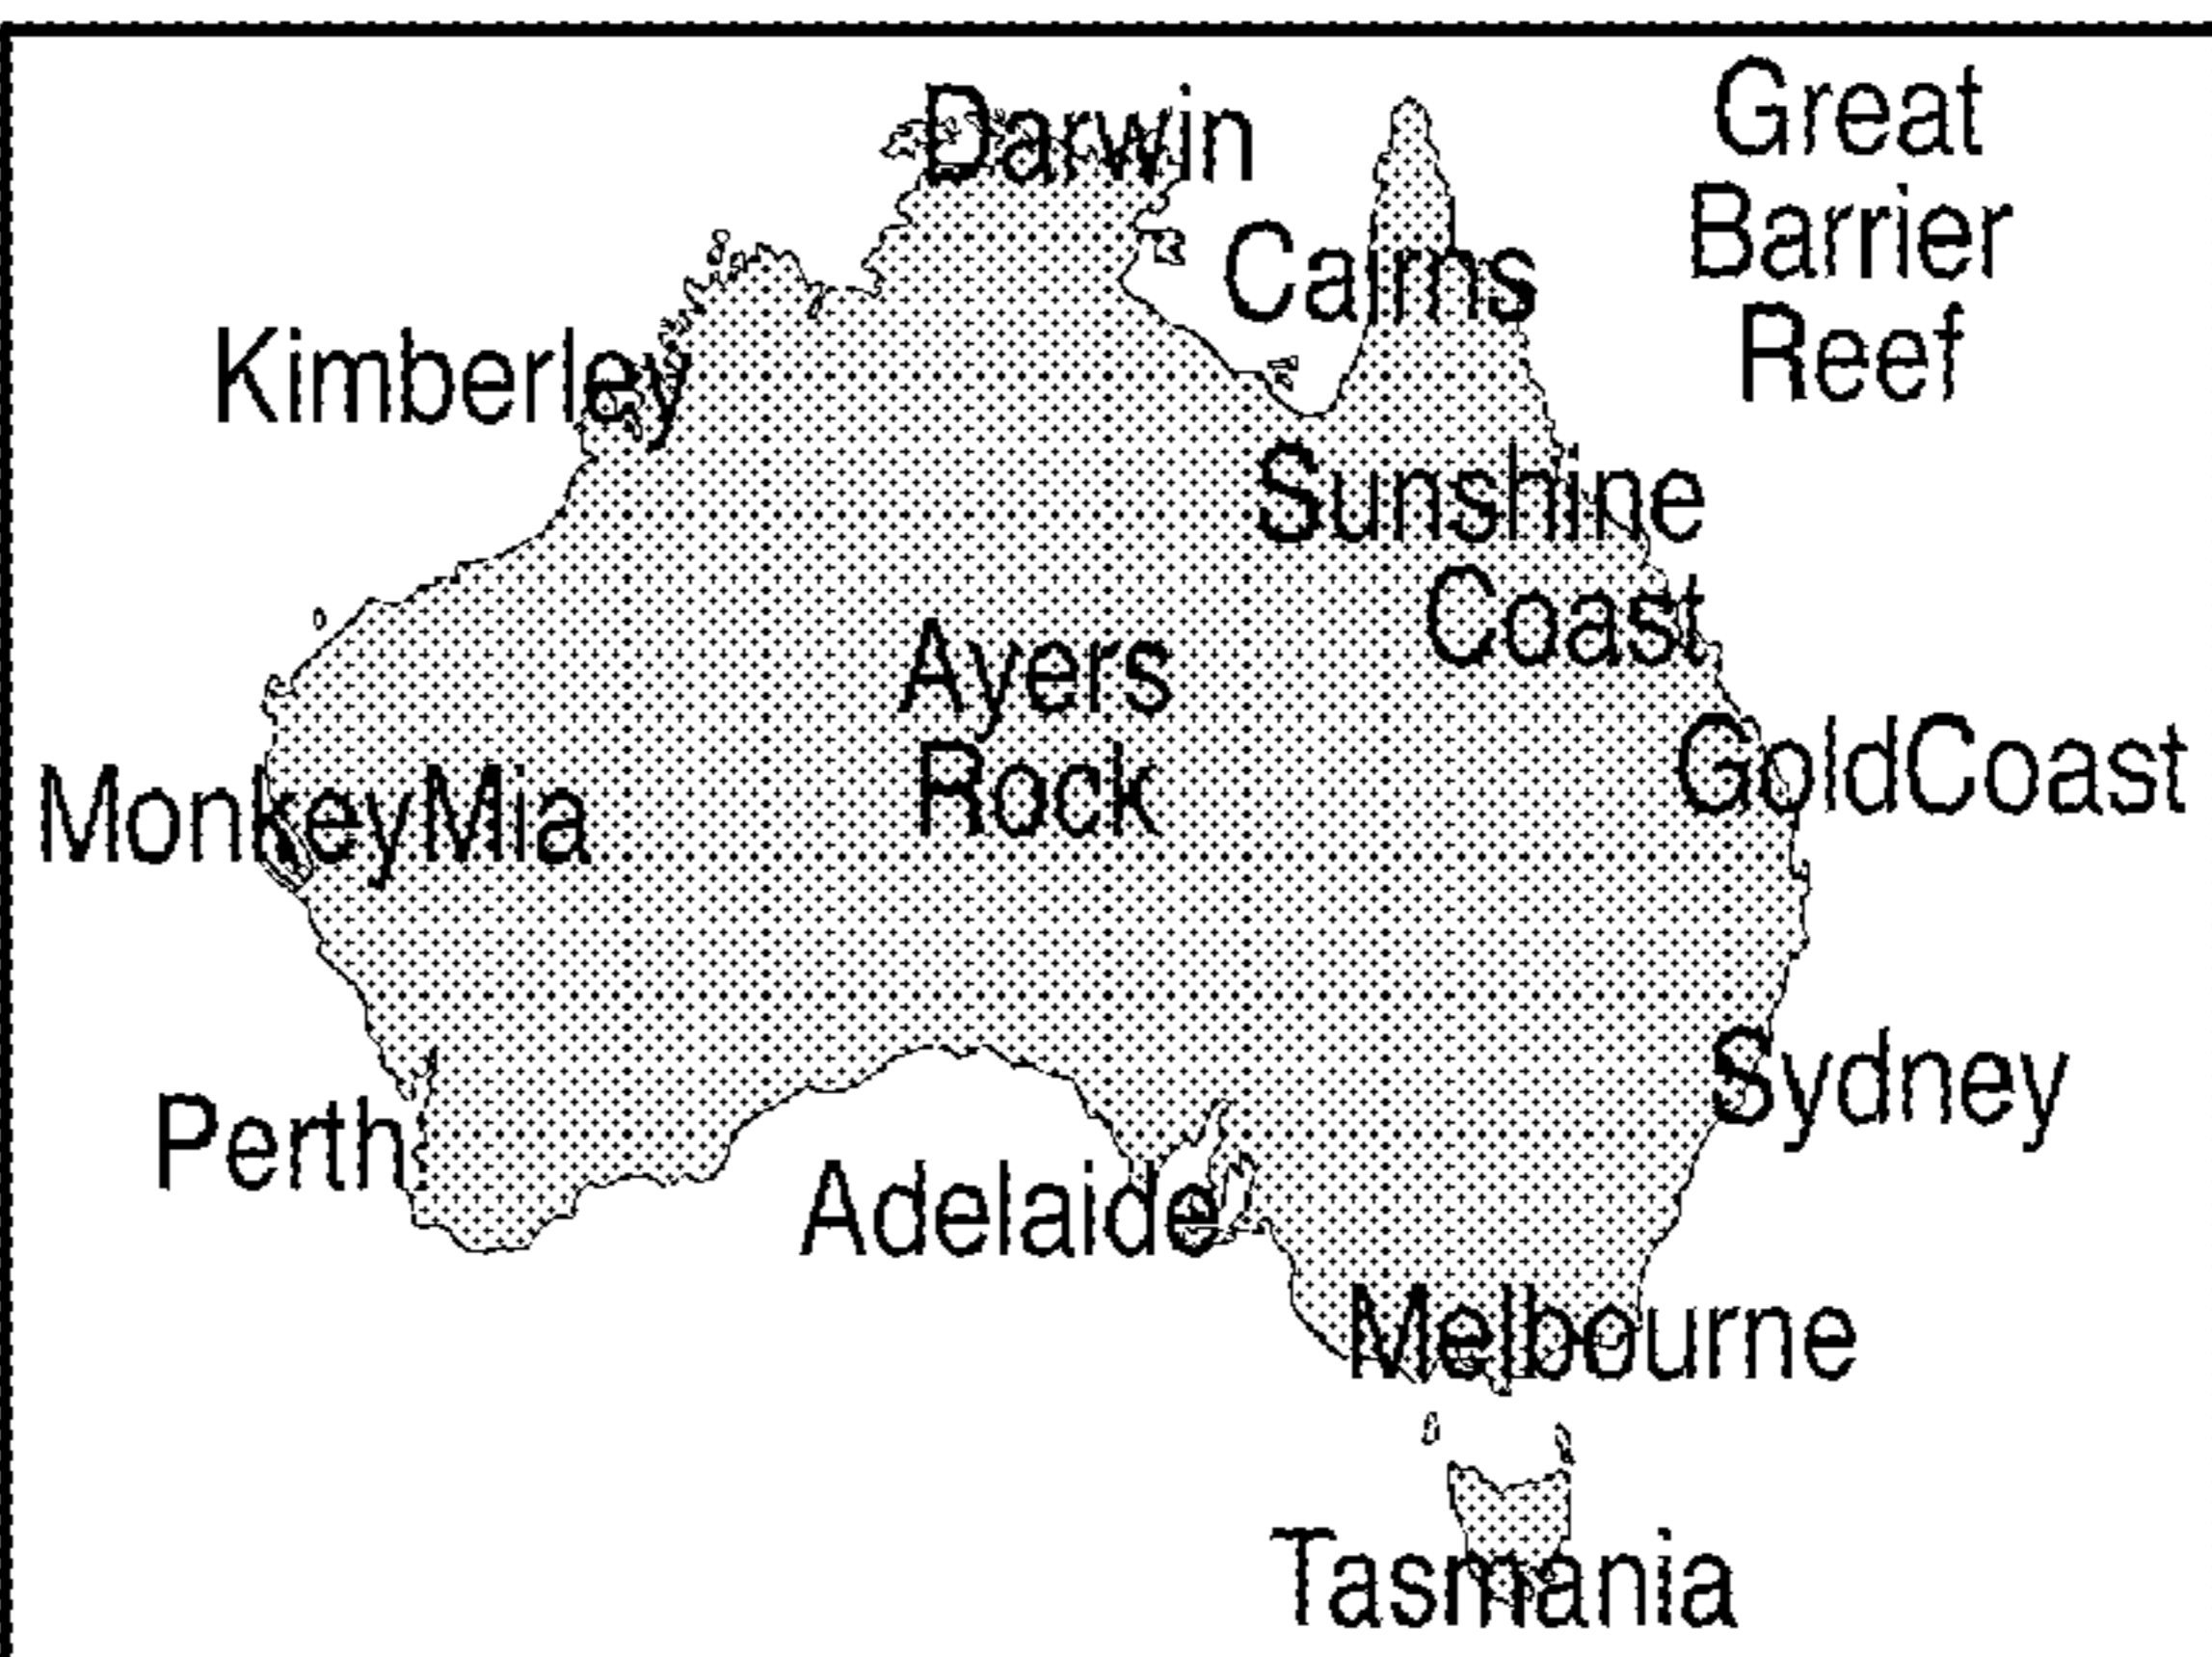 Darwin
Great
Barrier
Reef
Cairns
Kimberley
Sunshine
Coast
Ayers
Rock
GoldCoast
MonkeyMia
Sydney
Perth
Adelaide
Melbourne
Tasmania